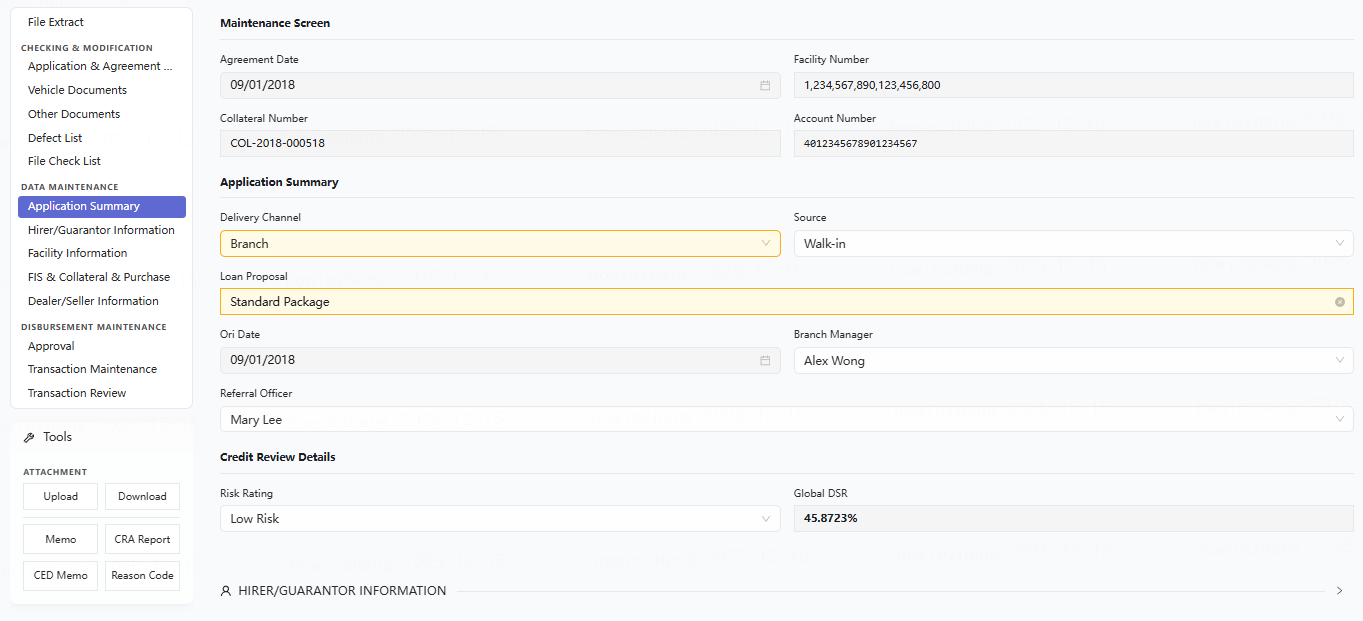 File Extract
CHECKING & MODIFICATION
Application & Agreement ...
Vehicle Documents
Other Documents
Defect List
File Check List
DATA MAINTENANCE
Application Summary
Hirer/Guarantor Information
Facility Information
FIS & Collateral & Purchase
Dealer/Seller Information
DISBURSEMENT MAINTENANCE
Approval
Transaction Maintenance
Transaction Review
Tools
ATTACHMENT
Upload Download
Memo CRA Report
CED Memo Reason Code
Maintenance Screen
Agreement Date Facility Number
09/01/2018 1,234,567,890,123,456,800
Collateral Number Account Number
COL-2018-000518 4012345678901234567
Application Summary
Delivery Channel Source
Branch Walk-in
Loan Proposal
Standard Package
Ori Date Branch Manager
09/01/2018 Alex Wong
Referral Officer
Mary Lee
Credit Review Details
Risk Rating Global DSR
Low Risk 45.8723%
HIRER/GUARANTOR INFORMATION